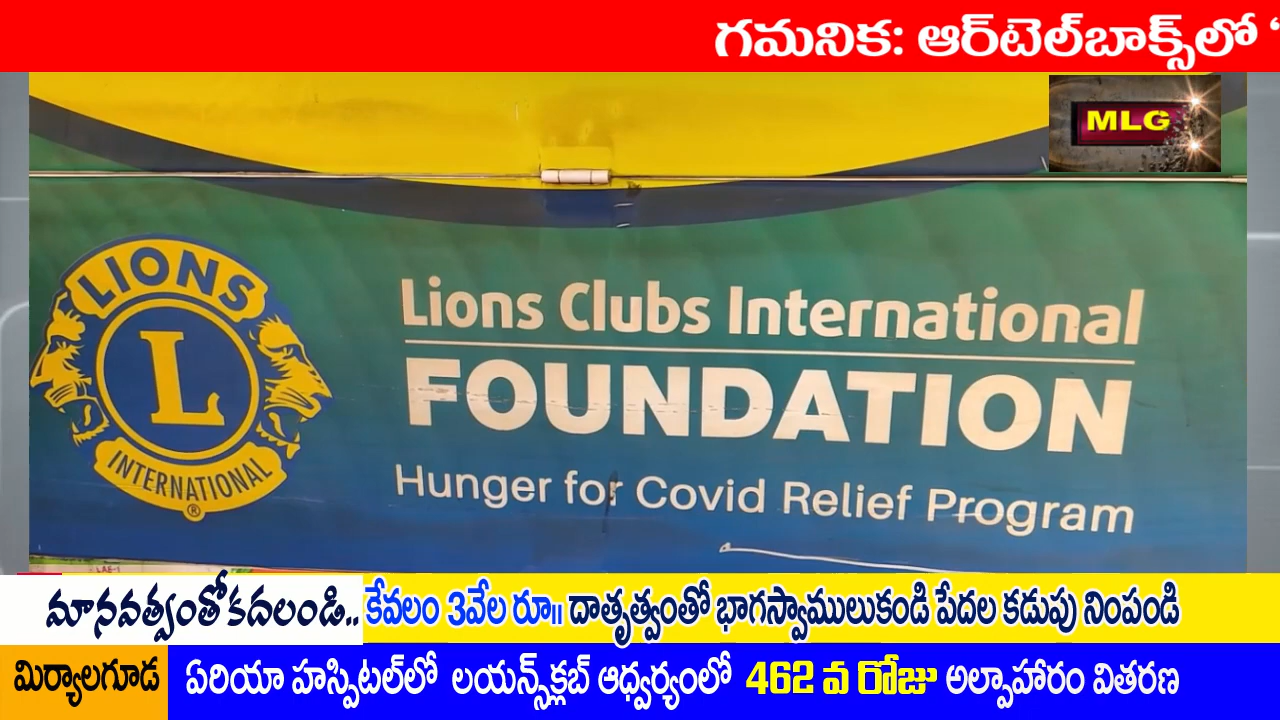 గమనిక: ఆర్‌టెల్‌బాక్స్‌లో '
MLG
LIONS
L
INTERNATIONAL
®
Lions Clubs International
FOUNDATION
Hunger for Covid Relief Program
మానవత్వంతోకదలండి.. కేవలం 3వేల రూ॥ దాతృత్వంతో భాగస్వాములుకండి పేదల కడుపు నింపండి
మిర్యాలగూడ ఏరియా హస్పిటల్‌లో లయన్స్‌క్లబ్ ఆధ్వర్యంలో 462 వ రోజు అల్పాహారం వితరణ